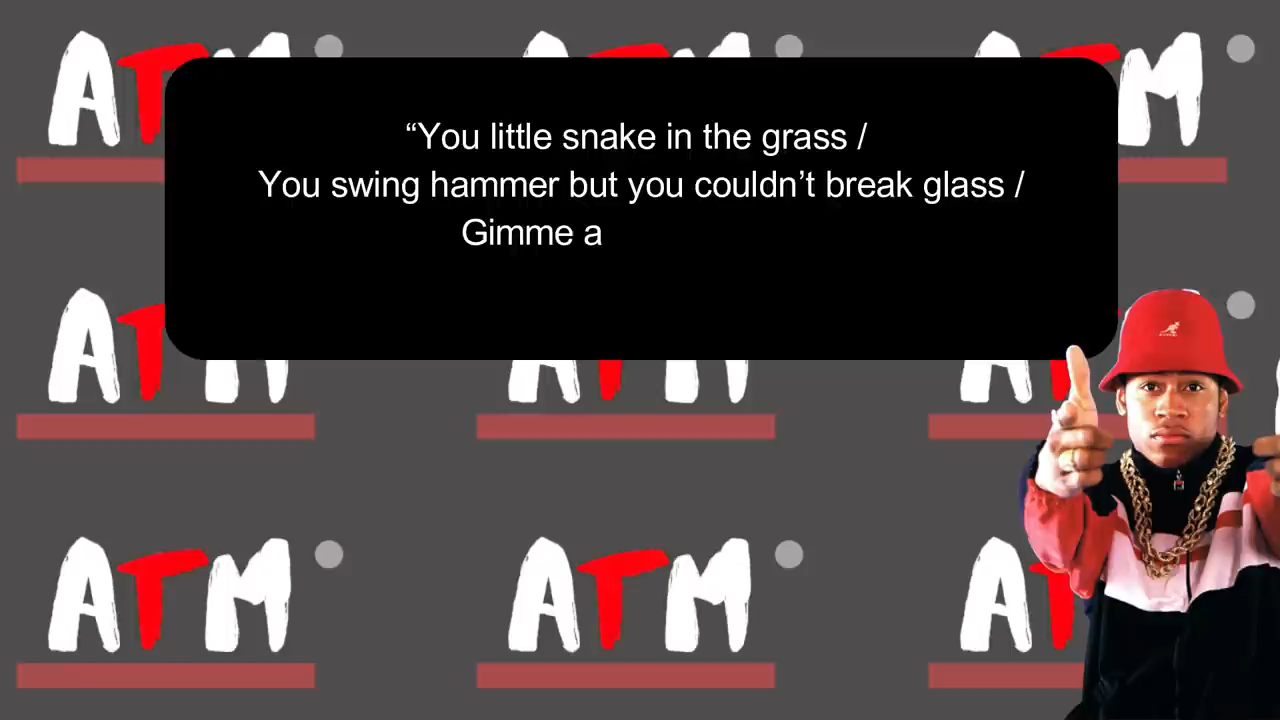 “You little snake in the grass /
You swing hammer but you couldn’t break glass /
Gimme a
ATM
ATM
ATM
ATM
ATM
ATM
ATM
ATM
ATM